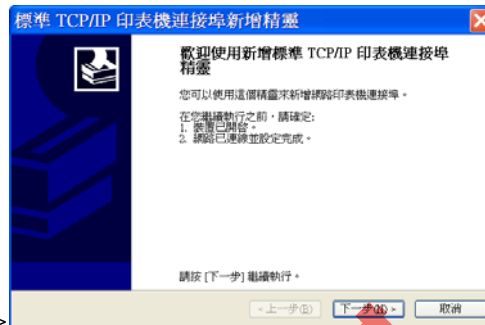 標準 TCP/IP 印表機連接埠新增精靈
歡迎使用新增標準 TCP/IP 印表機連接埠
精靈
您可以使用這個精靈來新增網路印表機連接埠。
在您繼續執行之前，請確定:
1. 裝置已開啟。
2. 網路已連線並設定完成。
請按 [下一步] 繼續執行。
<上一步(B) 下一步(N)> 取消
>